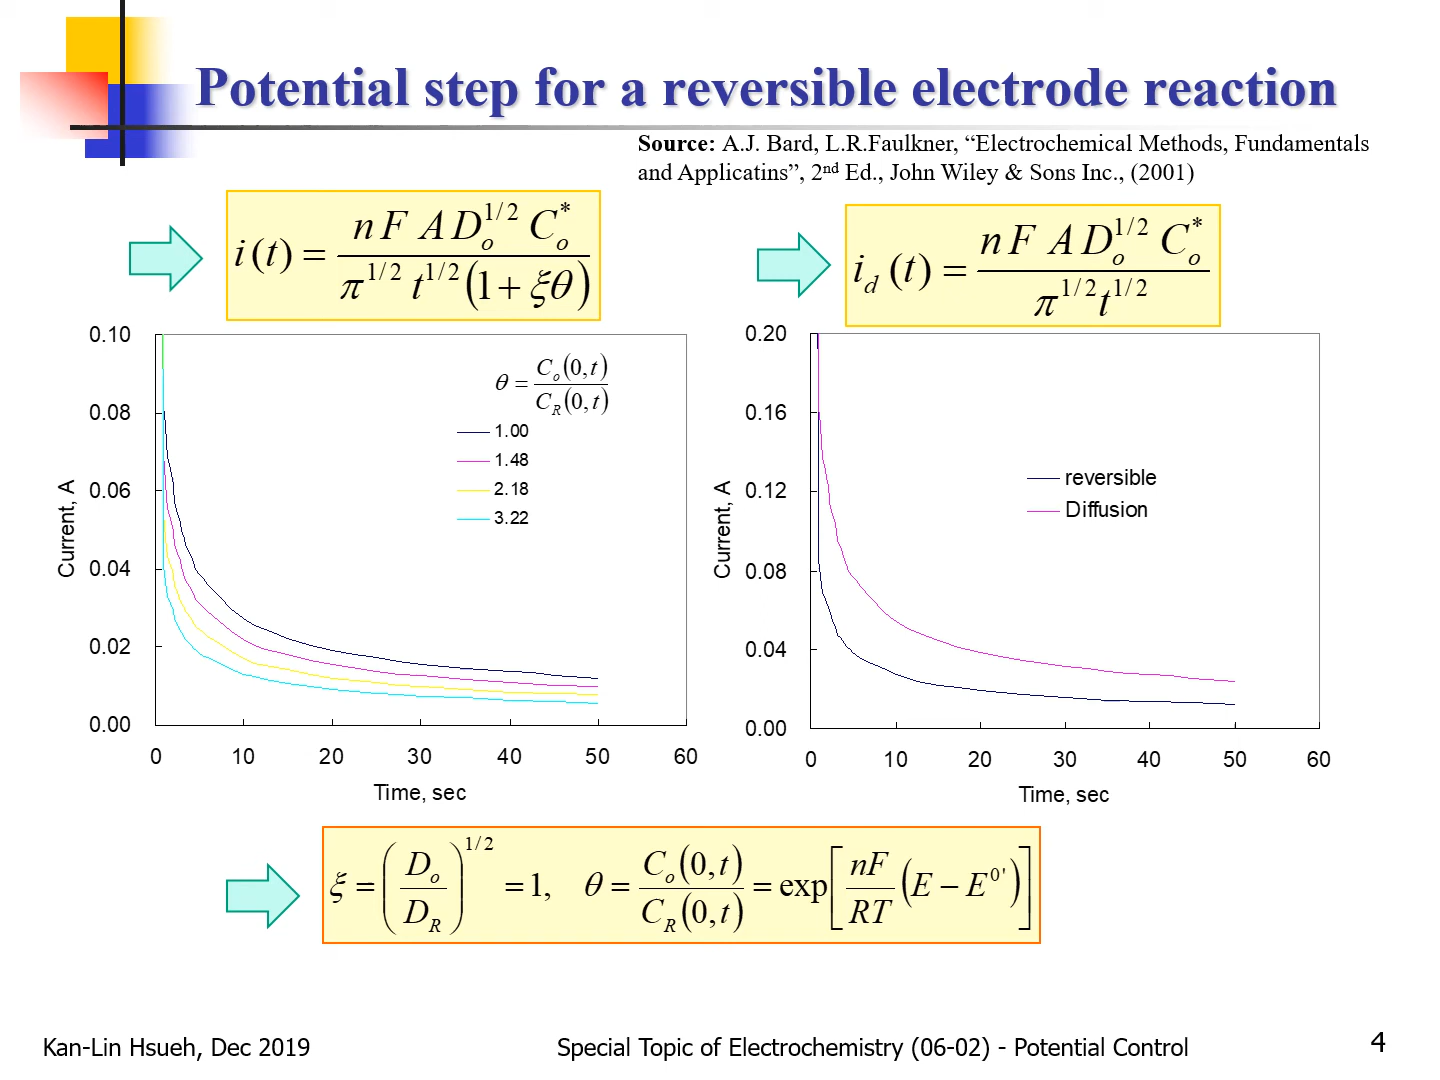 Potential step for a reversible electrode reaction
Source: A.J. Bard, L.R.Faulkner, “Electrochemical Methods, Fundamentals
and Applicatins”, 2nd Ed., John Wiley & Sons Inc., (2001)
i(t) = nF AD_o^{1/2} C_o^* / π^{1/2} t^{1/2} (1 + ξθ)
i_d (t) = nF AD_o^{1/2} C_o^* / π^{1/2} t^{1/2}
0.10
0.08
0.06
0.04
0.02
0.00
Current, A
0 10 20 30 40 50 60
Time, sec
θ = C_o(0,t) / C_R(0,t)
1.00
1.48
2.18
3.22
0.20
0.16
0.12
0.08
0.04
0.00
Current, A
0 10 20 30 40 50 60
Time, sec
reversible
Diffusion
ξ = (D_o / D_R)^{1/2} = 1, θ = C_o(0,t) / C_R(0,t) = exp[nF / RT (E − E^{0'})]
Kan-Lin Hsueh, Dec 2019
Special Topic of Electrochemistry (06-02) - Potential Control
4